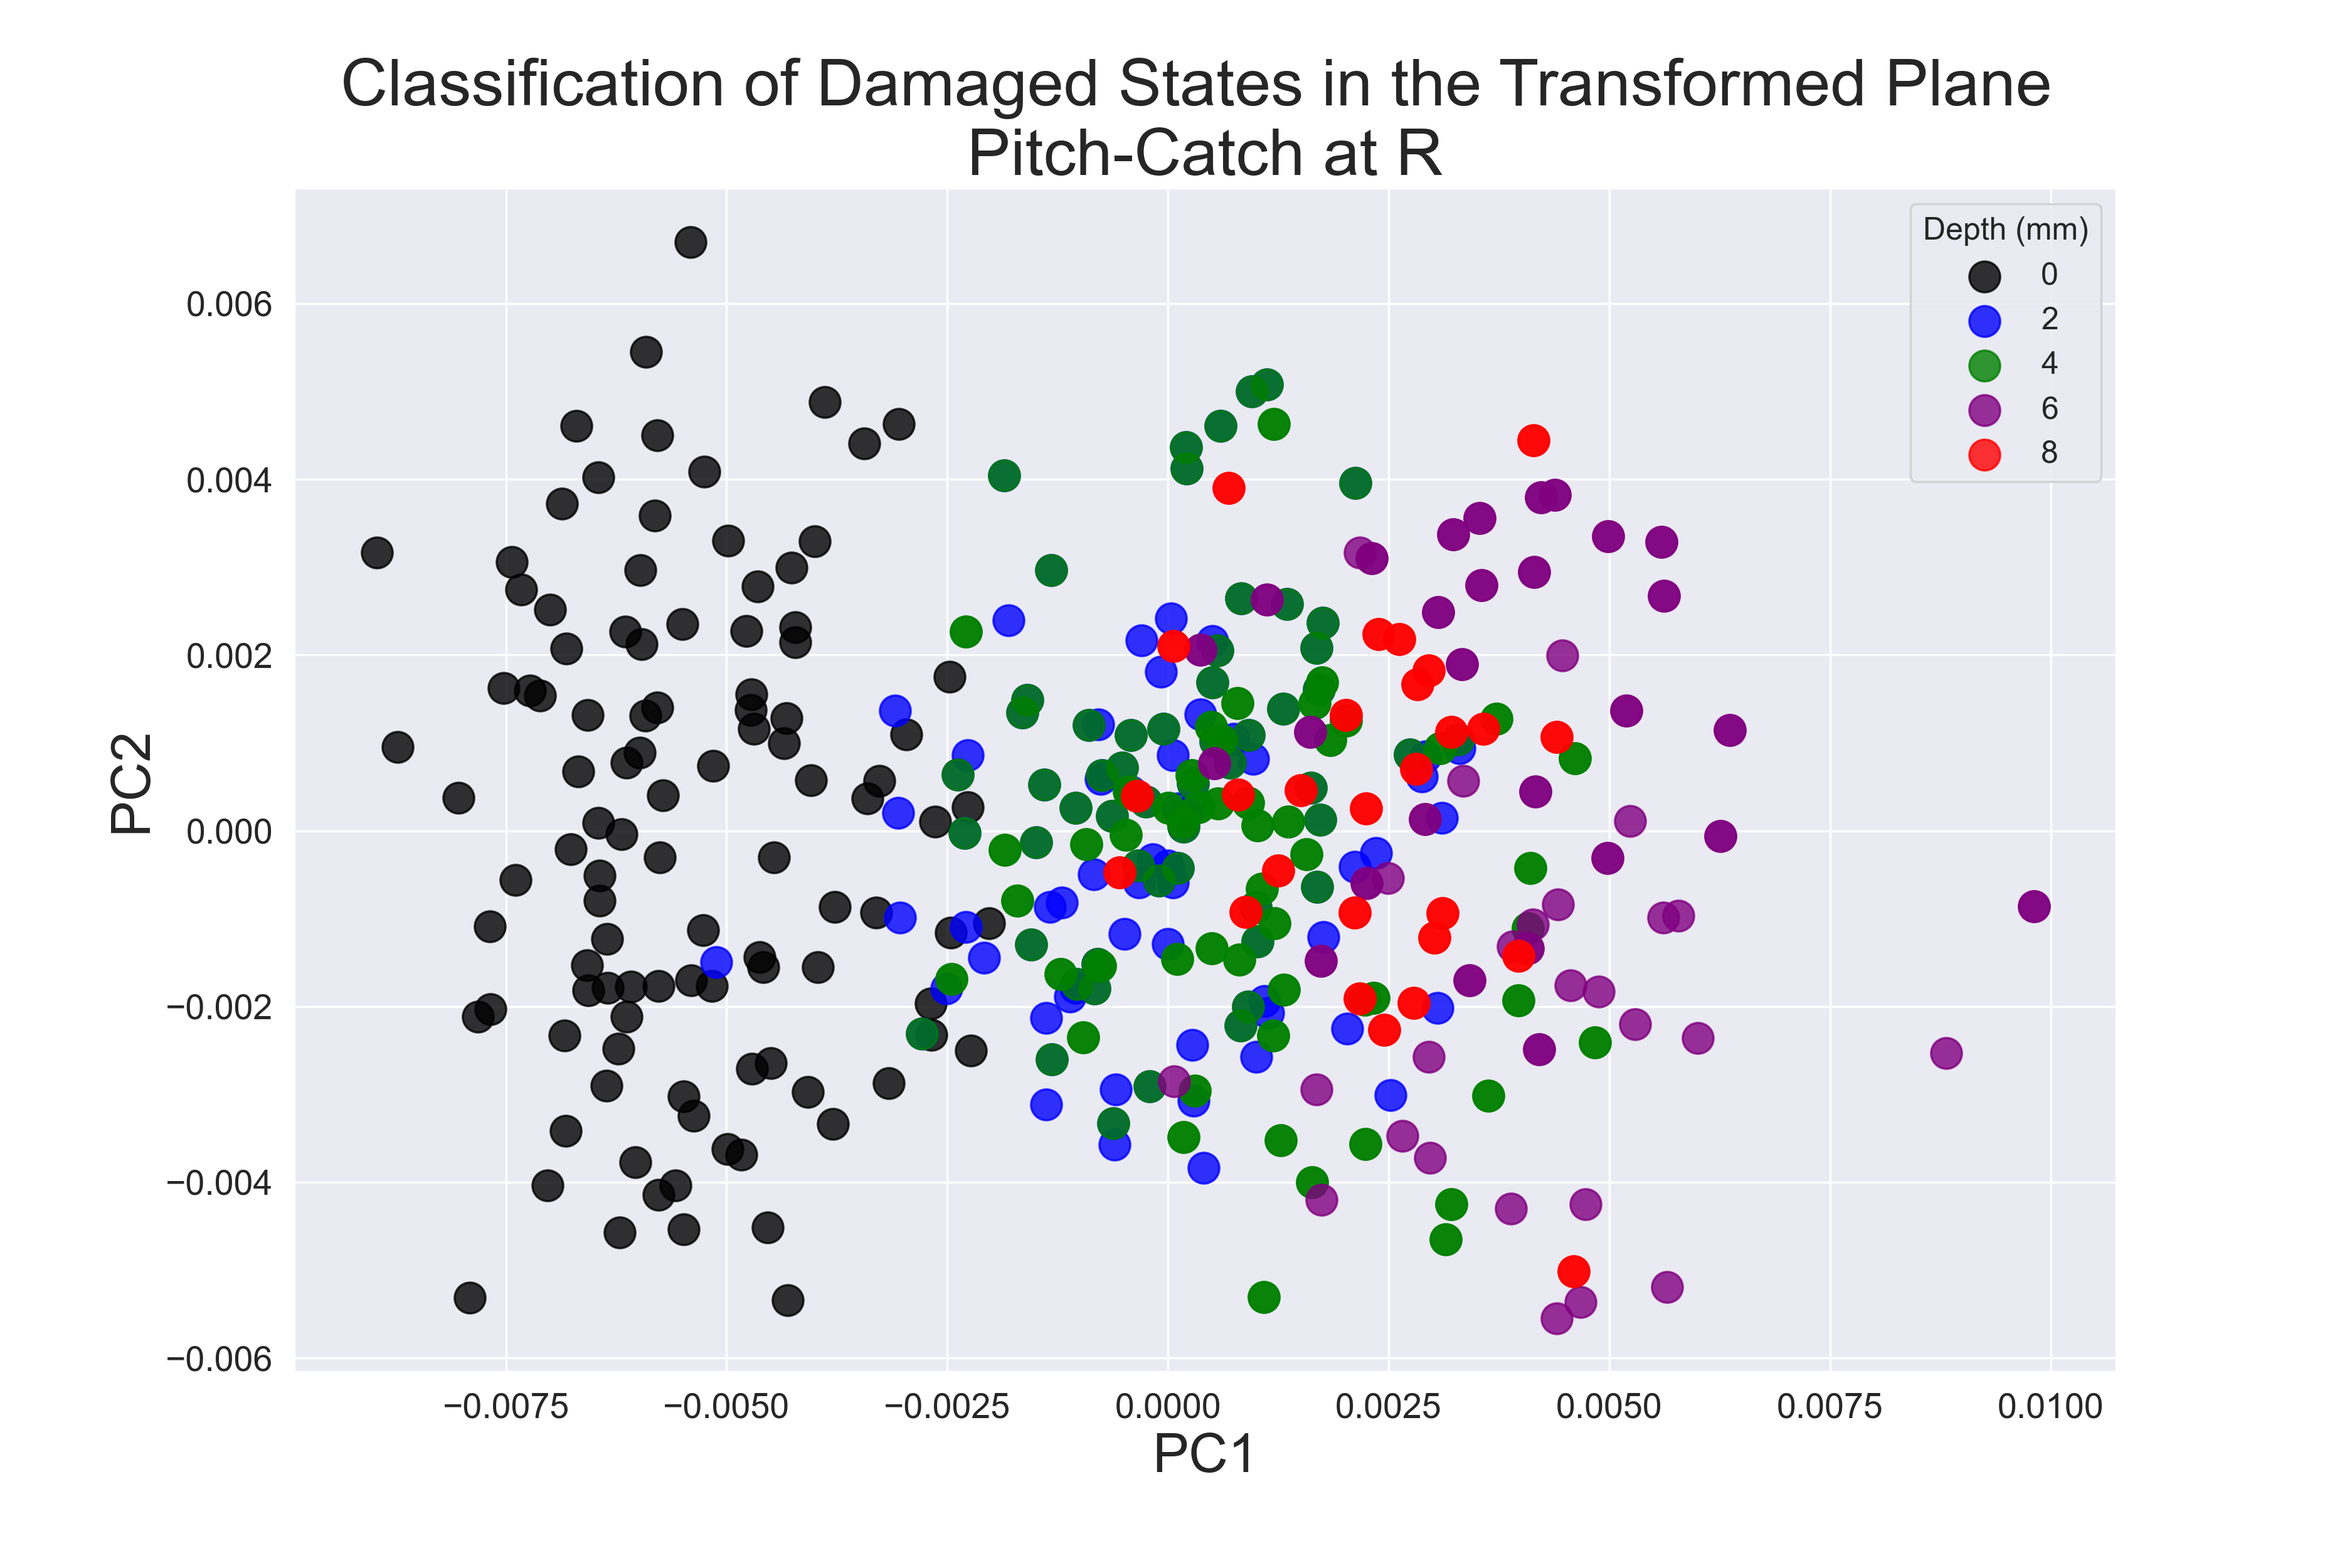 Classification of Damaged States in the Transformed Plane
Pitch-Catch at R
Depth (mm)
0
2
4
6
8
0.006
0.004
0.002
0.000
−0.002
−0.004
−0.006
PC2
−0.0075 −0.0050 −0.0025 0.0000 0.0025 0.0050 0.0075 0.0100
PC1